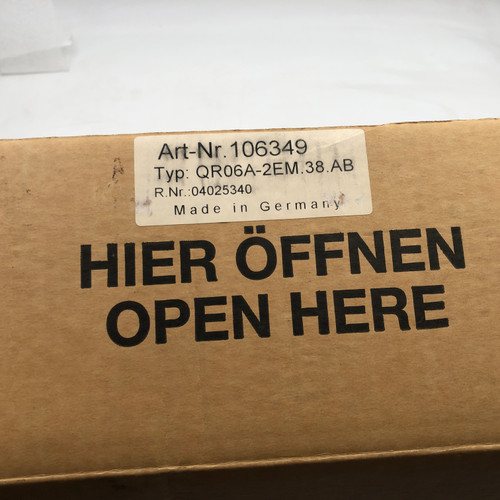 Art-Nr.106349
Typ: QR06A-2EM.38.AB
R.Nr.:04025340
Made in Germany
HIER ÖFFNEN
OPEN HERE